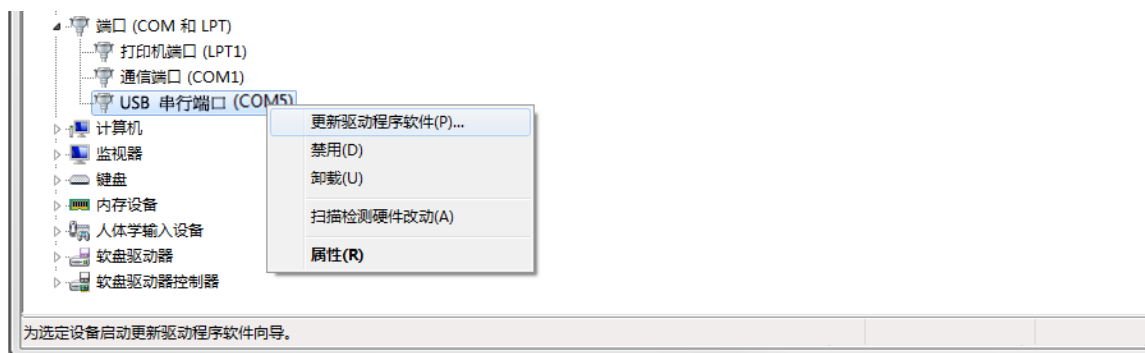 端口 (COM 和 LPT)
打印机端口 (LPT1)
通信端口 (COM1)
USB 串行端口 (COM5)
更新驱动程序软件(P)...
计算机
禁用(D)
监视器
卸载(U)
键盘
内存设备
扫描检测硬件改动(A)
人体学输入设备
软盘驱动器
属性(R)
软盘驱动器控制器
为选定设备启动更新驱动程序软件向导。